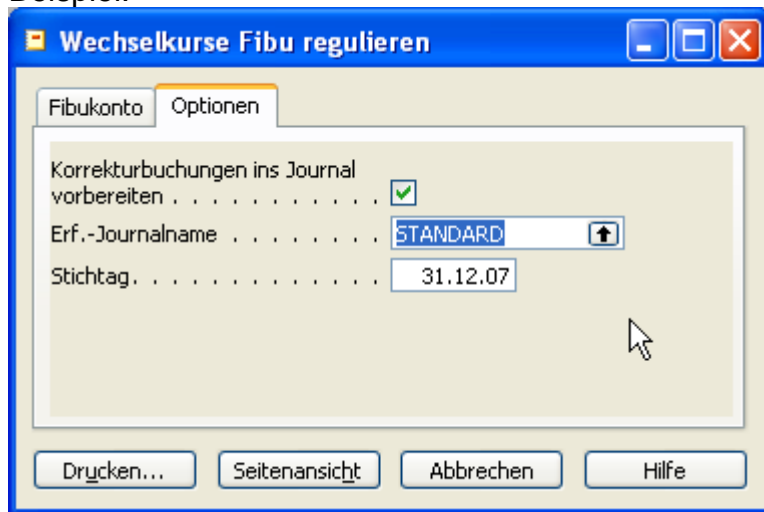 Beispiel:
Wechselkurse Fibu regulieren
Fibukonto Optionen
Korrekturbuchungen ins Journal
vorbereiten . . . . . . . . . . .
Erf.-Journalname . . . . . . . . STANDARD
Stichtag. . . . . . . . . . . . . 31.12.07
Drucken... Seitenansicht Abbrechen Hilfe